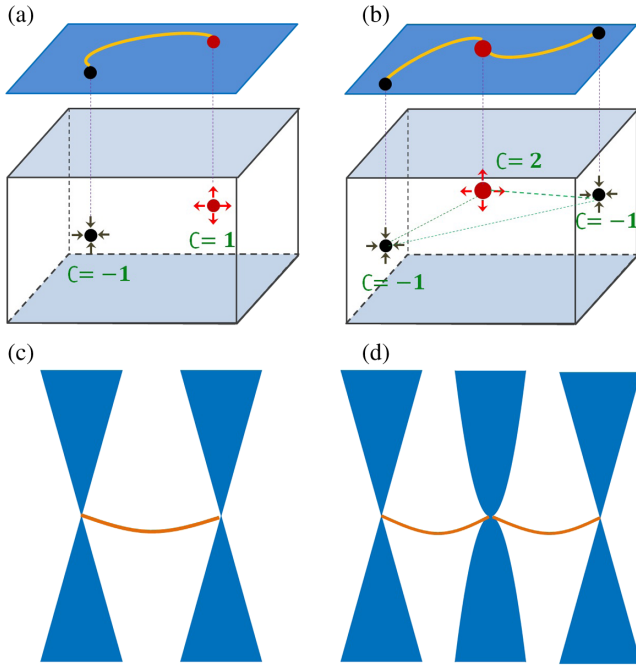 (a)
(b)
C = 2
C = 1
C = −1
C = −1
C = −1
(c)
(d)